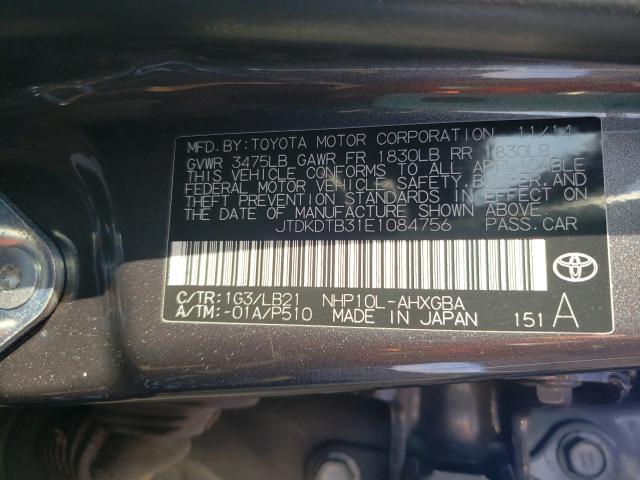 MFD. BY: TOYOTA MOTOR CORPORATION 11/14
GVWR 3475LB GAWR FR 1830LB RR 1830LB
THIS VEHICLE CONFORMS TO ALL APPLICABLE
FEDERAL MOTOR VEHICLE SAFETY, BUMPER, AND
THEFT PREVENTION STANDARDS IN EFFECT ON
THE DATE OF MANUFACTURE SHOWN ABOVE.
JTDKDTB31E1084756 PASS.CAR
C/TR: 1G3/LB21 NHP10L-AHXGBA
A/TM: -01A/P510 MADE IN JAPAN 151 A